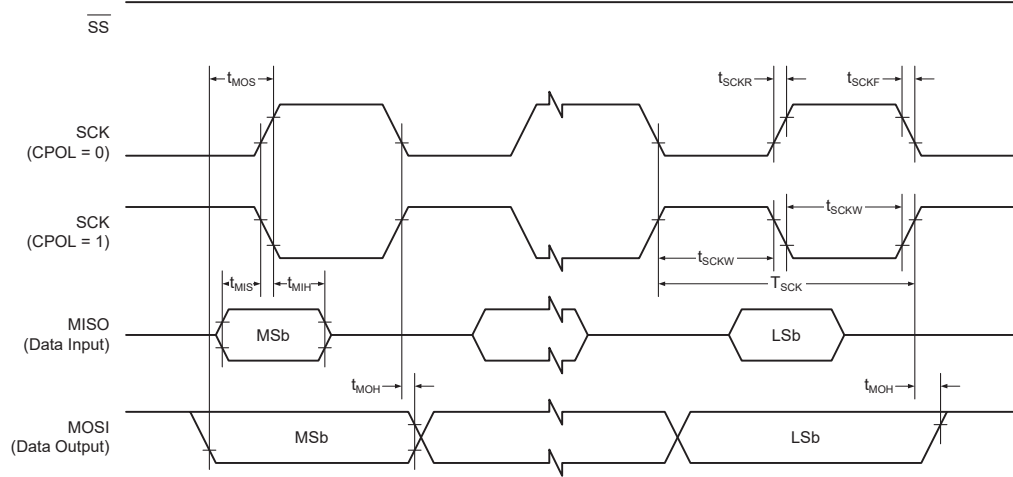 SS
tMOS
tSCKR
tSCKF
SCK
(CPOL = 0)
SCK
(CPOL = 1)
tSCKW
tSCKW
tMIS
tMIH
TSCK
MISO
(Data Input)
MSb
LSb
tMOH
tMOH
MOSI
(Data Output)
MSb
LSb